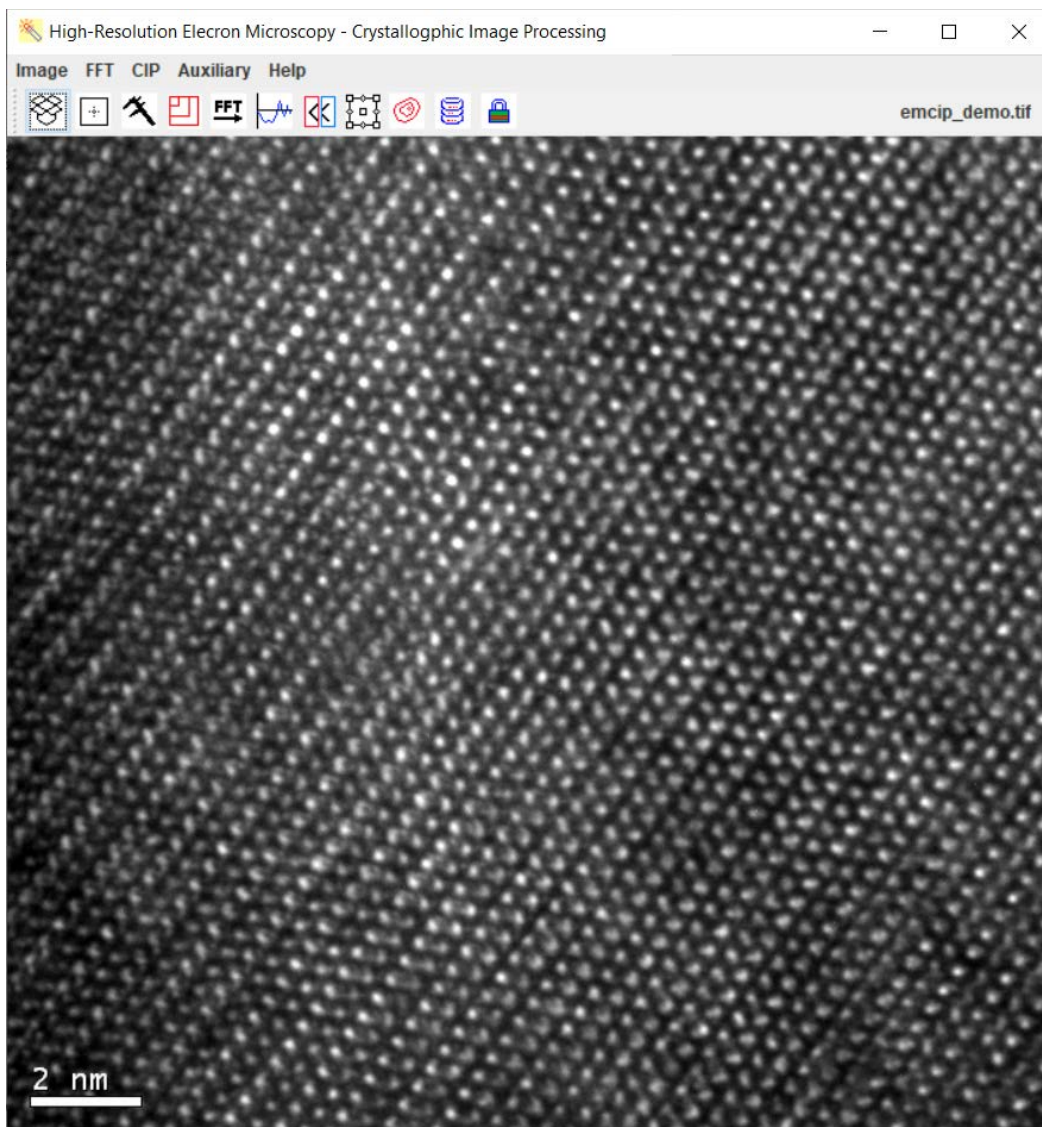 High-Resolution Elecron Microscopy - Crystallogphic Image Processing
Image FFT CIP Auxiliary Help
FFT
emcip_demo.tif
2 nm